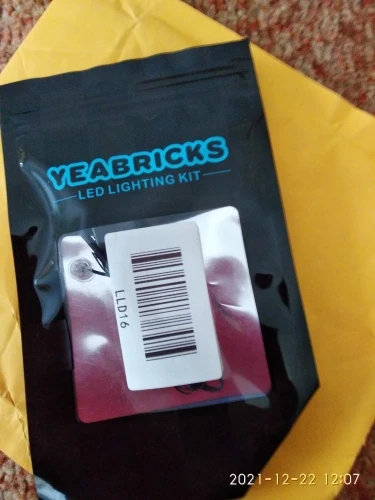 YEABRICKS
LED LIGHTING KIT
LLD16
2021-12-22 12:07